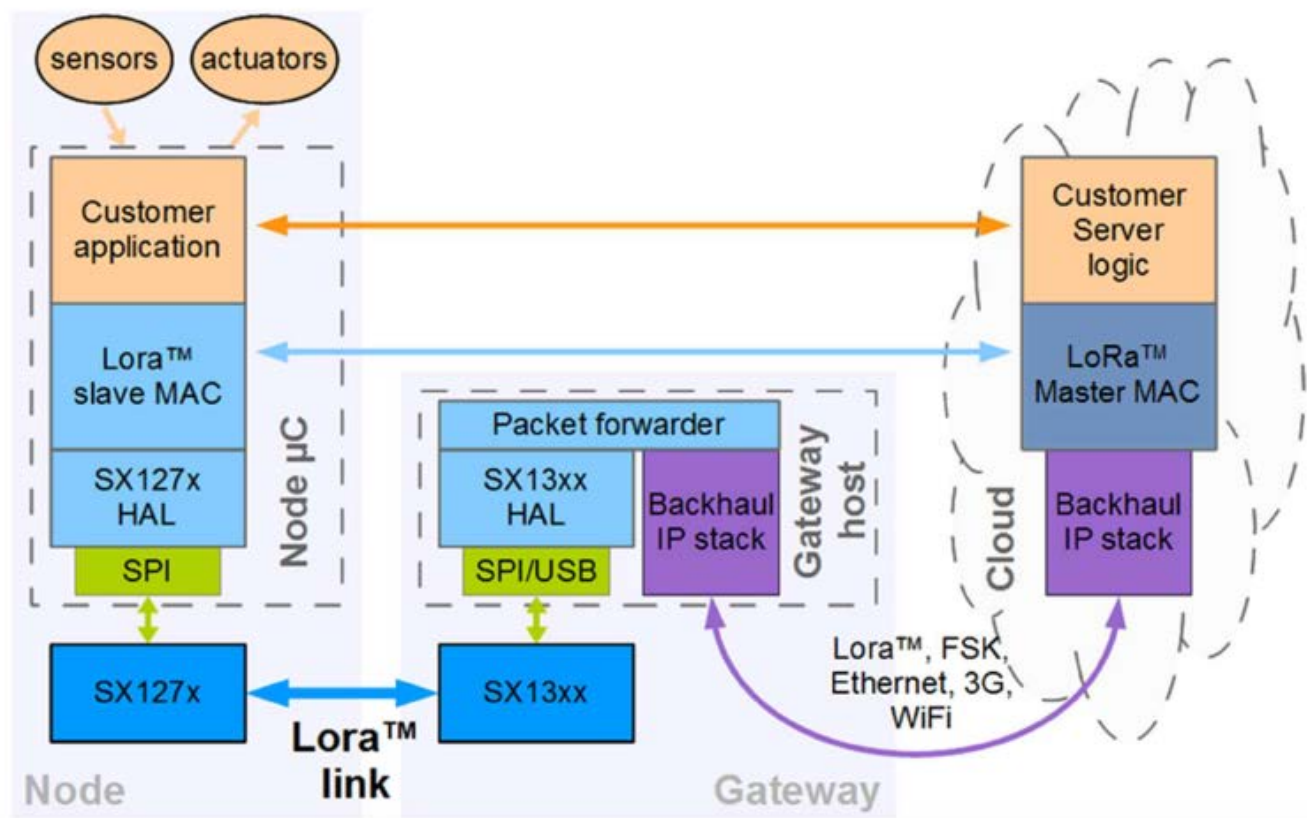 sensors
actuators
Customer
application
Lora™
slave MAC
SX127x
HAL
SPI
Node µC
SX127x
Node
Lora™
link
Packet forwarder
SX13xx
HAL
SPI/USB
Backhaul
IP stack
Gateway
host
SX13xx
Gateway
Lora™, FSK,
Ethernet, 3G,
WiFi
Customer
Server
logic
LoRa™
Master MAC
Backhaul
IP stack
Cloud